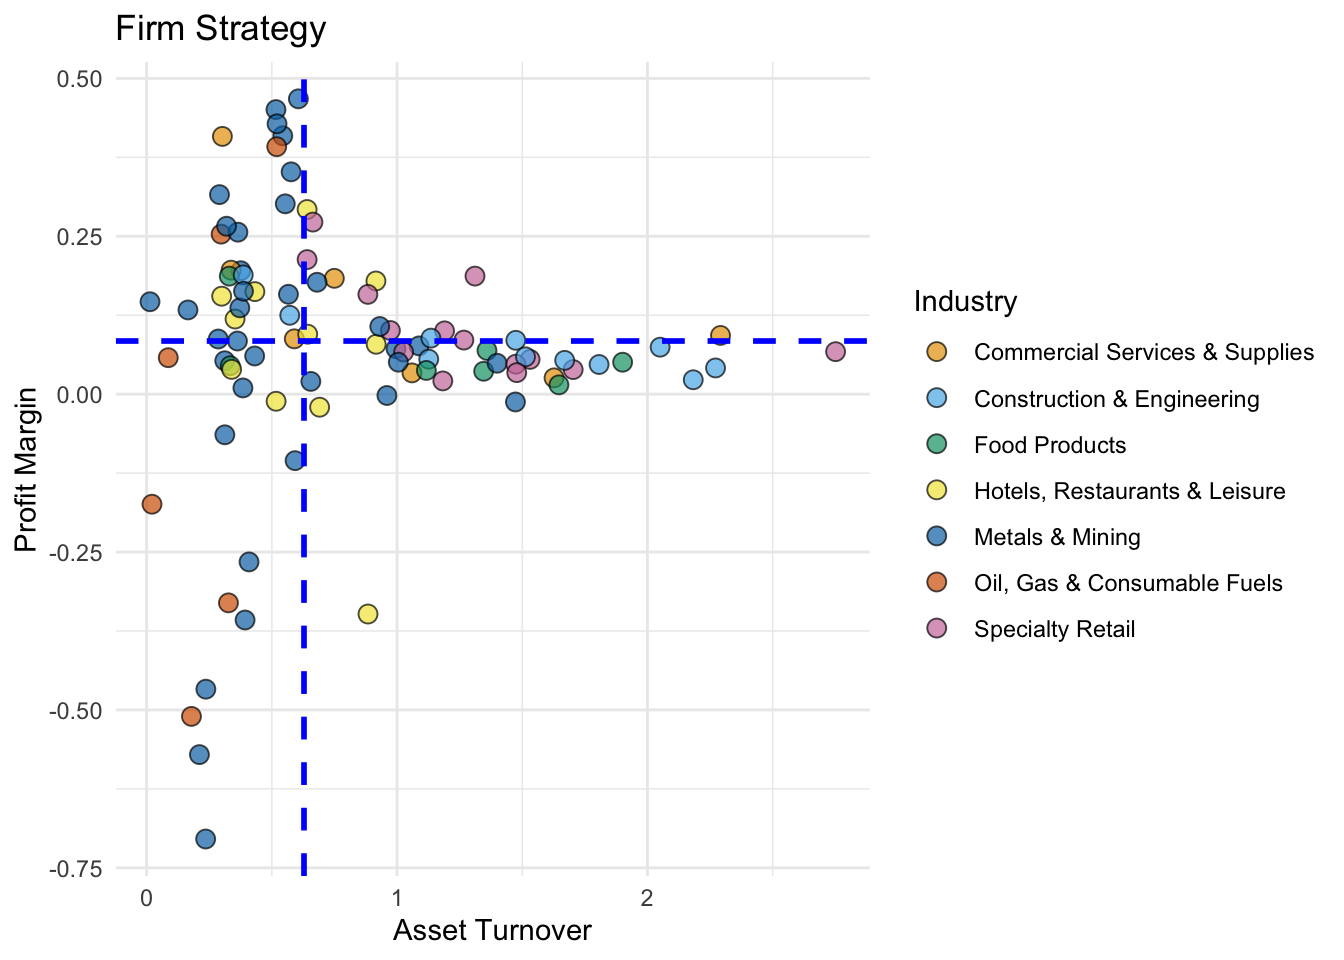 Firm Strategy
0.50
0.25
0.00
-0.25
-0.50
-0.75
Profit Margin
0
1
2
Asset Turnover
Industry
Commercial Services & Supplies
Construction & Engineering
Food Products
Hotels, Restaurants & Leisure
Metals & Mining
Oil, Gas & Consumable Fuels
Specialty Retail